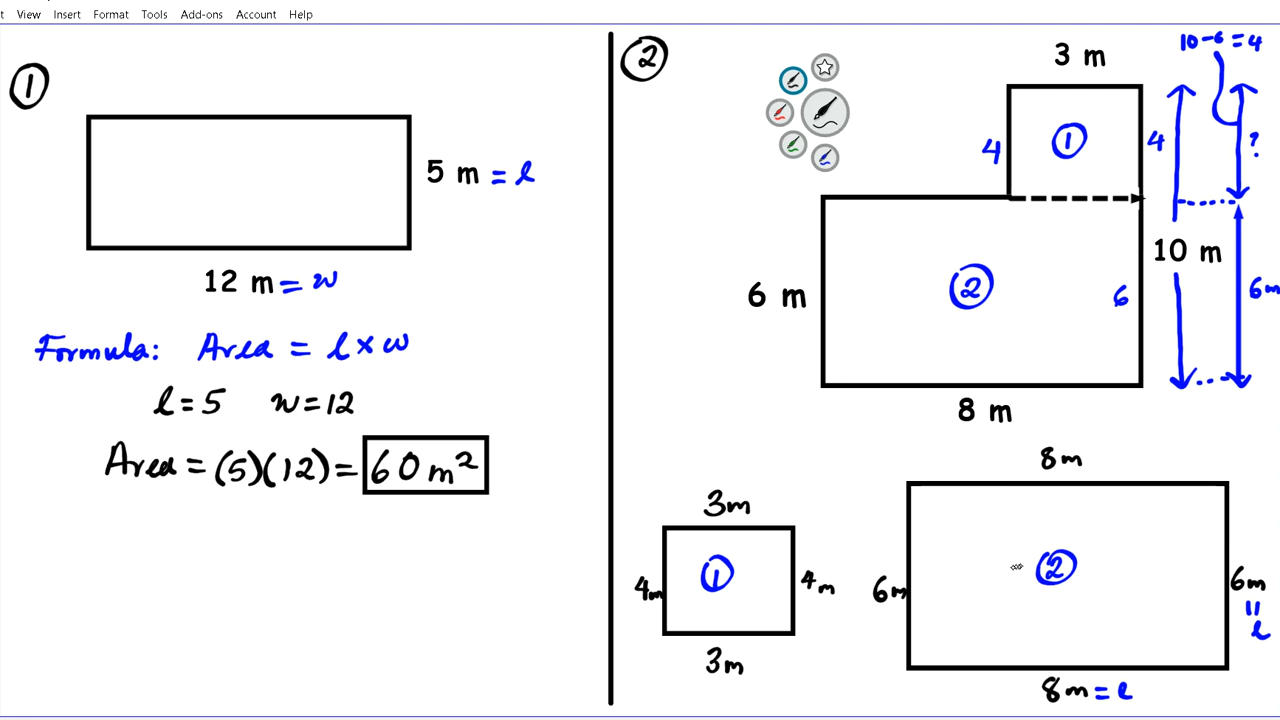 t View Insert Format Tools Add-ons Account Help
①
5 m = l
12 m = w
Formula: Area = l × w
l = 5 w = 12
Area = (5)(12) = 60 m²
②
3 m
10 - 6 = 4
4
①
4
?
10 m
6 m
②
6
6m
8 m
3m
4m
①
4m
3m
8m
6m
②
6m
=
l
8m = l